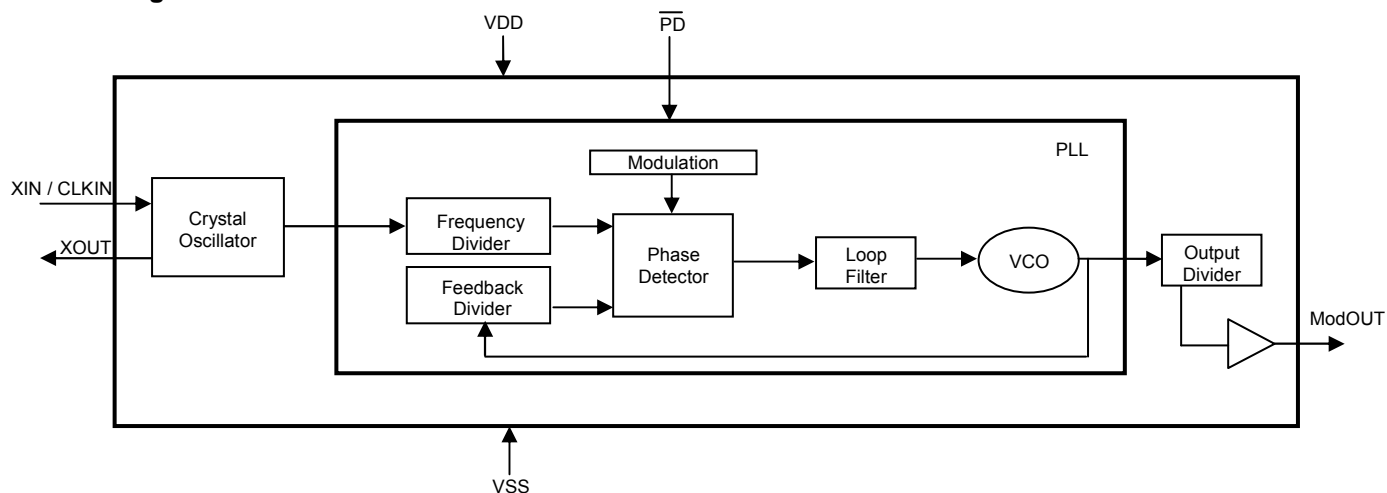 VDD
PD
PLL
Modulation
XIN / CLKIN
XOUT
Crystal
Oscillator
Frequency
Divider
Feedback
Divider
Phase
Detector
Loop
Filter
VCO
Output
Divider
ModOUT
VSS